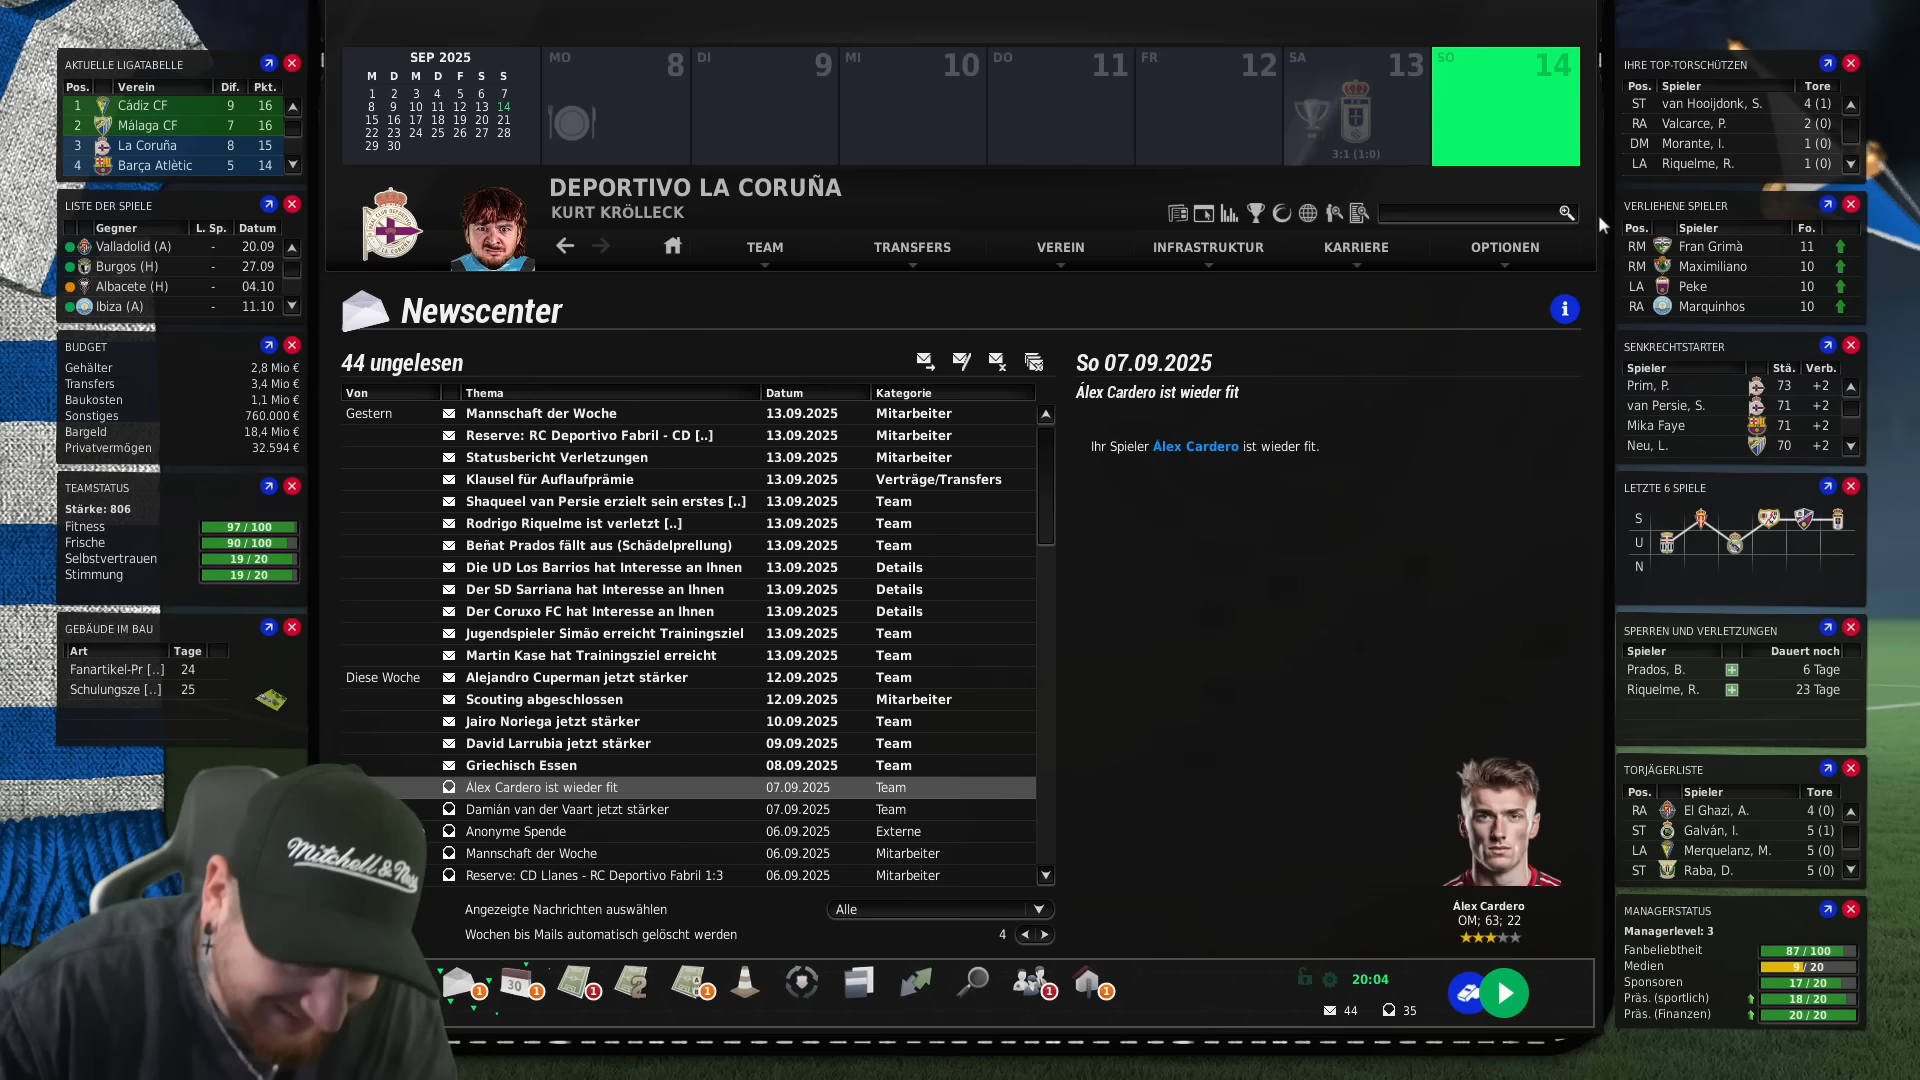 AKTUELLE LIGATABELLE
Pos. Verein Dif. Pkt.
1 Cádiz CF 9 16
2 Málaga CF 7 16
3 La Coruña 8 15
4 Barça Atlètic 5 14
LISTE DER SPIELE
Gegner L. Sp. Datum
Valladolid (A) - 20.09
Burgos (H) - 27.09
Albacete (H) - 04.10
Ibiza (A) - 11.10
BUDGET
Gehälter 2,8 Mio €
Transfers 3,4 Mio €
Baukosten 1,1 Mio €
Sonstiges 760.000 €
Bargeld 18,4 Mio €
Privatvermögen 32.594 €
TEAMSTATUS
Stärke: 806
Fitness 97 / 100
Frische 90 / 100
Selbstvertrauen 19 / 20
Stimmung 19 / 20
GEBÄUDE IM BAU
Art Tage
Fanartikel-Pr [..] 24
Schulungsze [..] 25
Mitchell & Ness
SEP 2025
M D M D F S S
1 2 3 4 5 6 7
8 9 10 11 12 13 14
15 16 17 18 19 20 21
22 23 24 25 26 27 28
29 30
MO 8 DI 9 MI 10 DO 11 FR 12 SA 13 SO 14
3:1 (1:0)
DEPORTIVO LA CORUÑA
KURT KRÖLLECK
TEAM TRANSFERS VEREIN INFRASTRUKTUR KARRIERE OPTIONEN
Newscenter
i
44 ungelesen
Von Thema Datum Kategorie
Gestern Mannschaft der Woche 13.09.2025 Mitarbeiter
Reserve: RC Deportivo Fabril - CD [..] 13.09.2025 Mitarbeiter
Statusbericht Verletzungen 13.09.2025 Mitarbeiter
Klausel für Auflaufprämie 13.09.2025 Verträge/Transfers
Shaqueel van Persie erzielt sein erstes [..] 13.09.2025 Team
Rodrigo Riquelme ist verletzt [..] 13.09.2025 Team
Beñat Prados fällt aus (Schädelprellung) 13.09.2025 Team
Die UD Los Barrios hat Interesse an Ihnen 13.09.2025 Details
Der SD Sarriana hat Interesse an Ihnen 13.09.2025 Details
Der Coruxo FC hat Interesse an Ihnen 13.09.2025 Details
Jugendspieler Simão erreicht Trainingsziel 13.09.2025 Team
Martin Kase hat Trainingsziel erreicht 13.09.2025 Team
Diese Woche Alejandro Cuperman jetzt stärker 12.09.2025 Team
Scouting abgeschlossen 12.09.2025 Mitarbeiter
Jairo Noriega jetzt stärker 10.09.2025 Team
David Larrubia jetzt stärker 09.09.2025 Team
Griechisch Essen 08.09.2025 Team
Álex Cardero ist wieder fit 07.09.2025 Team
Damián van der Vaart jetzt stärker 07.09.2025 Team
Anonyme Spende 06.09.2025 Externe
Mannschaft der Woche 06.09.2025 Mitarbeiter
Reserve: CD Llanes - RC Deportivo Fabril 1:3 06.09.2025 Mitarbeiter
Angezeigte Nachrichten auswählen Alle
Wochen bis Mails automatisch gelöscht werden 4
So 07.09.2025
Álex Cardero ist wieder fit
Ihr Spieler Álex Cardero ist wieder fit.
Álex Cardero
OM; 63; 22
1 30 1 1 2 1 1 1
20:04
44 35
IHRE TOP-TORSCHÜTZEN
Pos. Spieler Tore
ST van Hooijdonk, S. 4 (1)
RA Valcarce, P. 2 (0)
DM Morante, I. 1 (0)
LA Riquelme, R. 1 (0)
VERLIEHENE SPIELER
Pos. Spieler Fo.
RM Fran Grimà 11
RM Maximiliano 10
LA Peke 10
RA Marquinhos 10
SENKRECHTSTARTER
Spieler Stä. Verb.
Prim, P. 73 +2
van Persie, S. 71 +2
Mika Faye 71 +2
Neu, L. 70 +2
LETZTE 6 SPIELE
S
U
N
SPERREN UND VERLETZUNGEN
Spieler Dauert noch
Prados, B. 6 Tage
Riquelme, R. 23 Tage
TORJÄGERLISTE
Pos. Spieler Tore
RA El Ghazi, A. 4 (0)
ST Galván, I. 5 (1)
LA Merquelanz, M. 5 (0)
ST Raba, D. 5 (0)
MANAGERSTATUS
Managerlevel: 3
Fanbeliebtheit 87 / 100
Medien 9 / 20
Sponsoren 17 / 20
Präs. (sportlich) 18 / 20
Präs. (Finanzen) 20 / 20